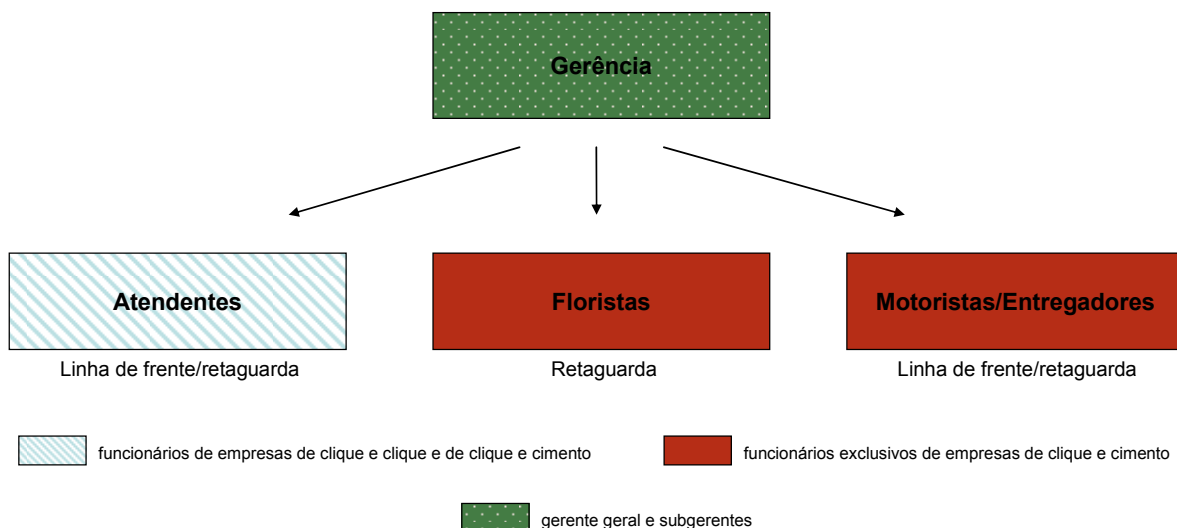 Gerência
Atendentes
Floristas
Motoristas/Entregadores
Linha de frente/retaguarda
Retaguarda
Linha de frente/retaguarda
funcionários de empresas de clique e clique e de clique e cimento
funcionários exclusivos de empresas de clique e cimento
gerente geral e subgerentes